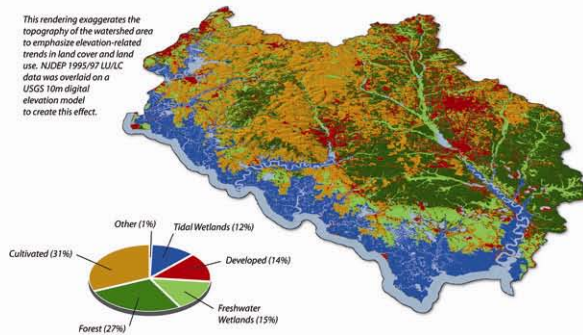 This rendering exaggerates the
topography of the watershed area
to emphasize elevation-related
trends in land cover and land
use. NJDEP 1995/97 LU/LC
data was overlaid on a
USGS 10m digital
elevation model
to create this effect.
Other (1%)
Tidal Wetlands (12%)
Cultivated (31%)
Developed (14%)
Freshwater
Wetlands (15%)
Forest (27%)